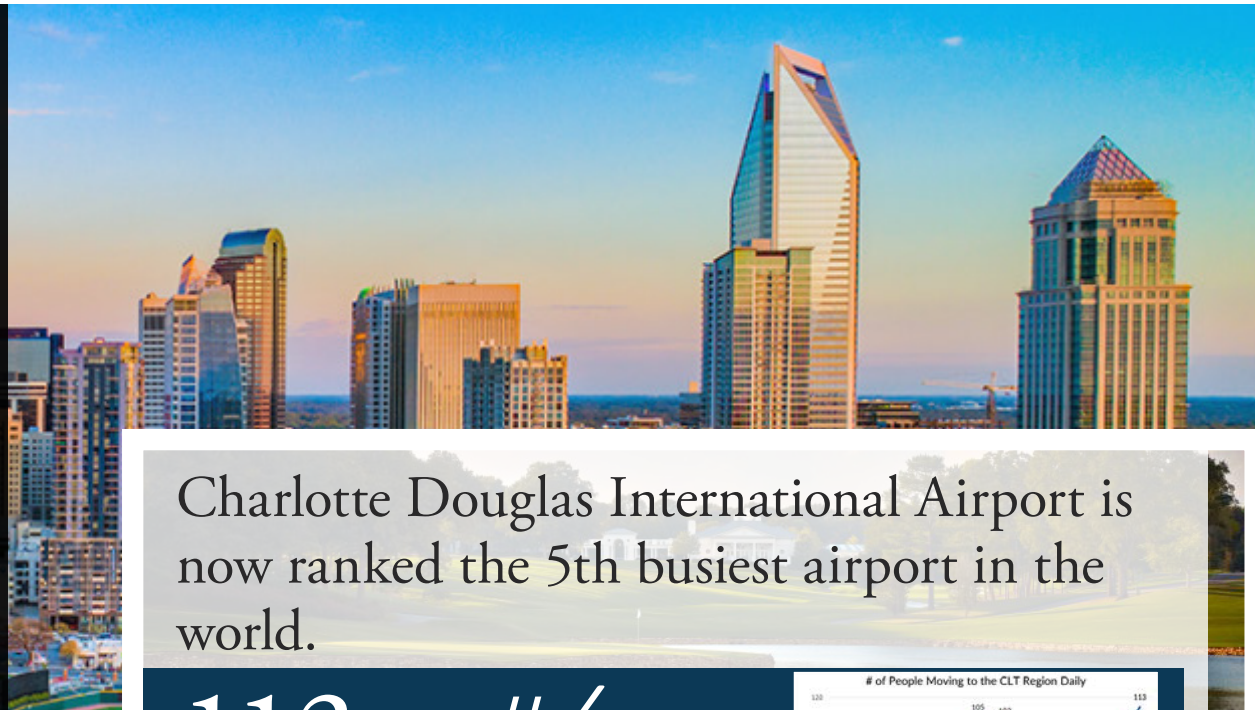 Charlotte Douglas International Airport is
now ranked the 5th busiest airport in the
world.
# of People Moving to the CLT Region Daily
120
113
105